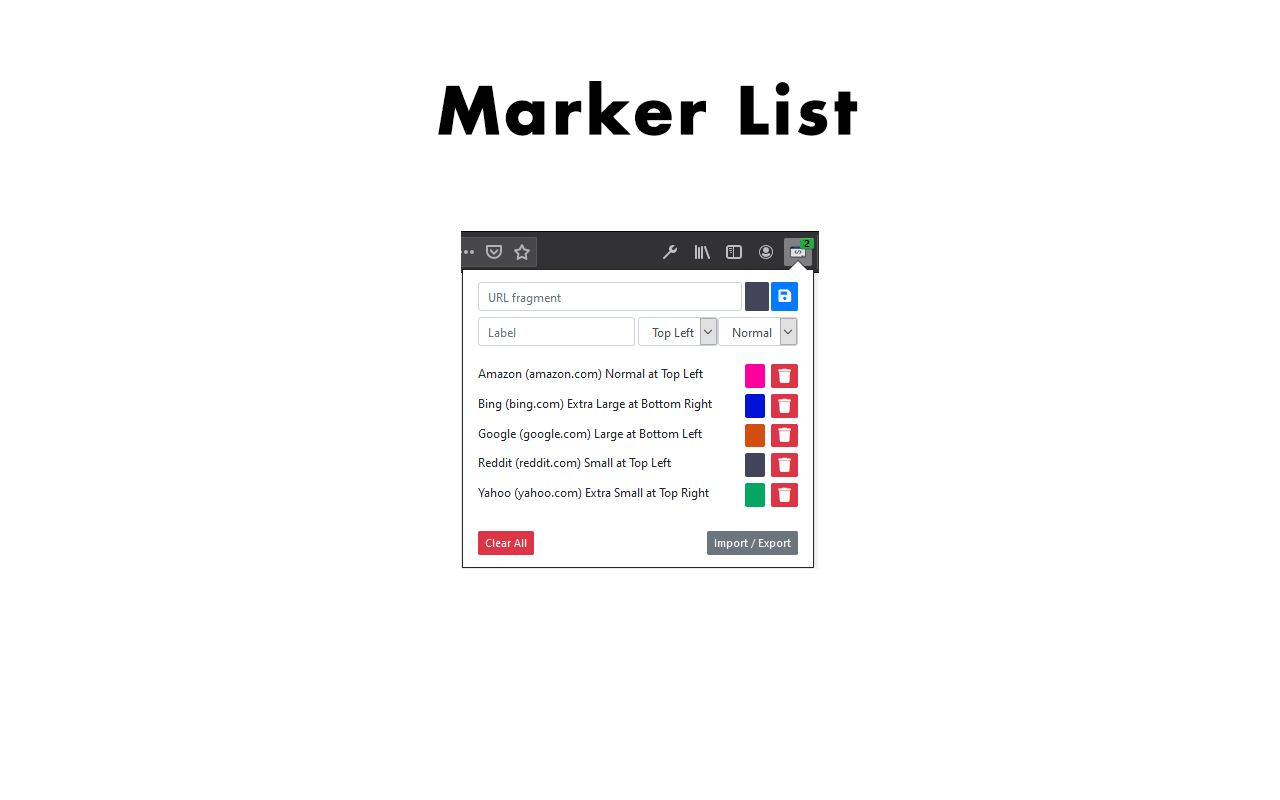 Marker List
2
URL fragment
Label Top Left Normal
Amazon (amazon.com) Normal at Top Left
Bing (bing.com) Extra Large at Bottom Right
Google (google.com) Large at Bottom Left
Reddit (reddit.com) Small at Top Left
Yahoo (yahoo.com) Extra Small at Top Right
Clear All Import / Export